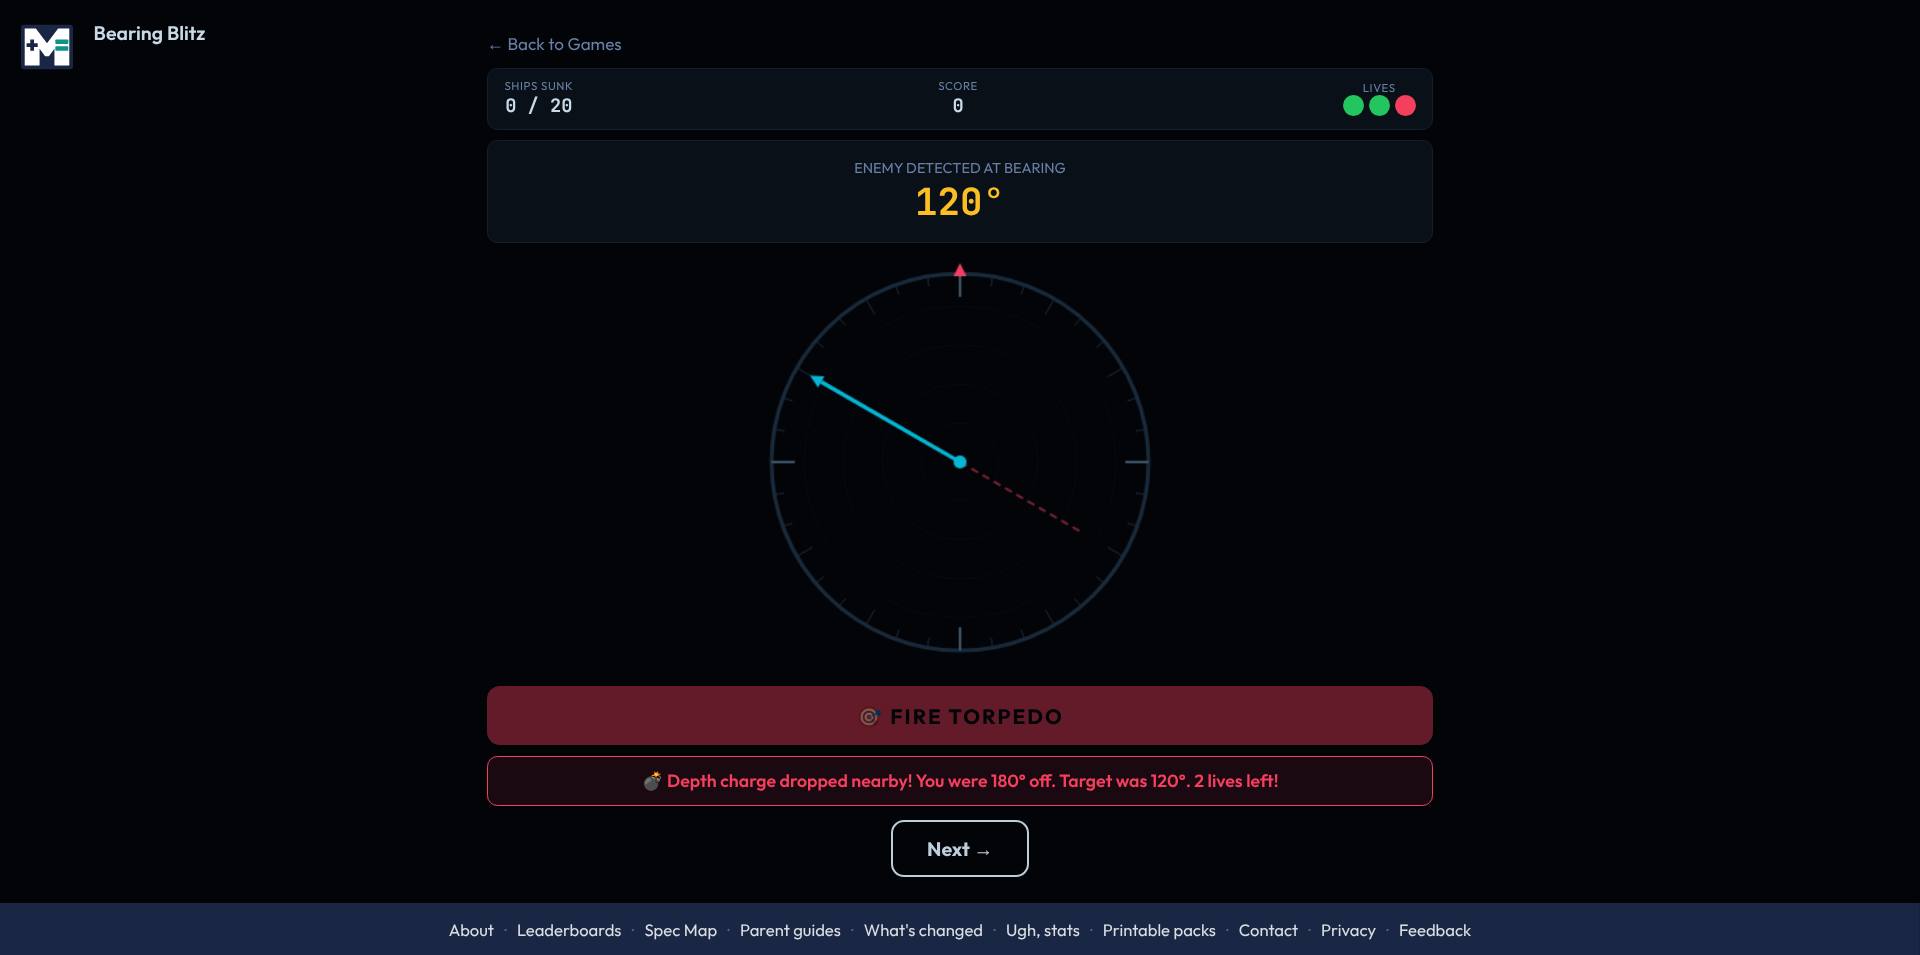 Bearing Blitz
← Back to Games
SHIPS SUNK
0 / 20
SCORE
0
LIVES
ENEMY DETECTED AT BEARING
120°
🎯 FIRE TORPEDO
💣 Depth charge dropped nearby! You were 180° off. Target was 120°. 2 lives left!
Next →
About · Leaderboards · Spec Map · Parent guides · What's changed · Ugh, stats · Printable packs · Contact · Privacy · Feedback